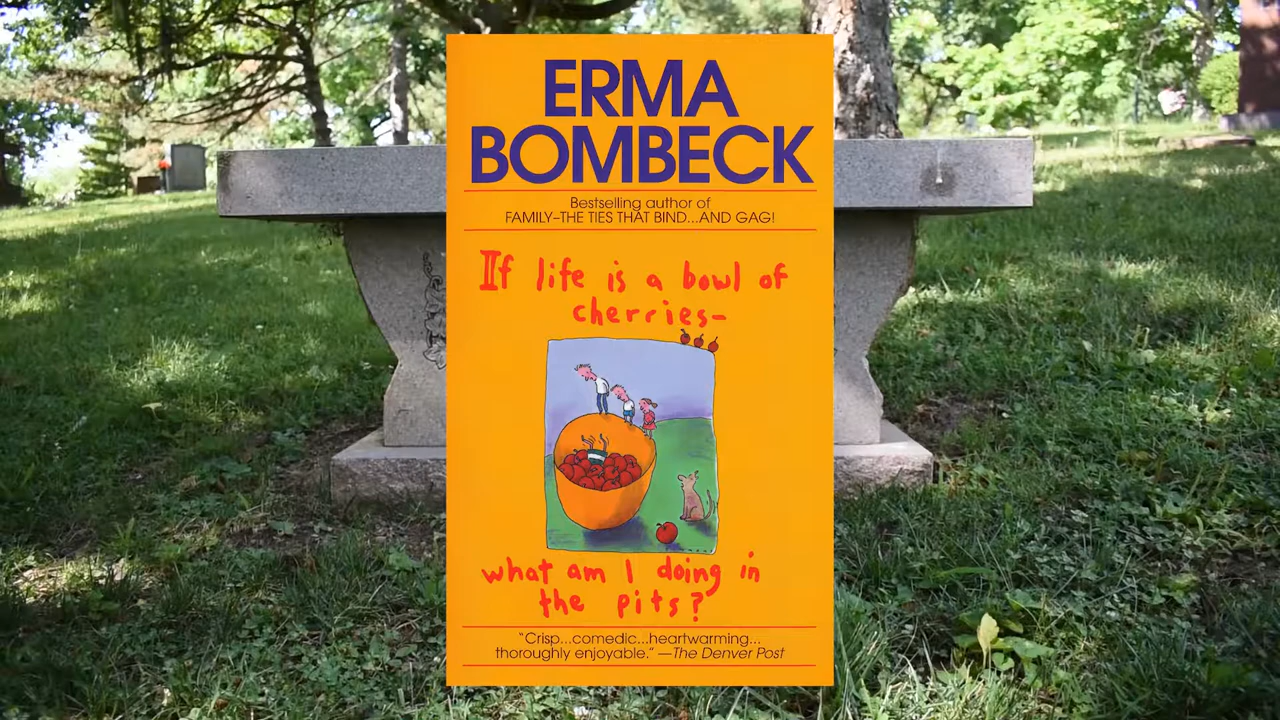 ERMA
BOMBECK
Bestselling author of
FAMILY–THE TIES THAT BIND...AND GAG!
If life is a bowl of
cherries–
what am I doing in
the pits?
“Crisp...comedic...heartwarming...
thoroughly enjoyable.” —The Denver Post